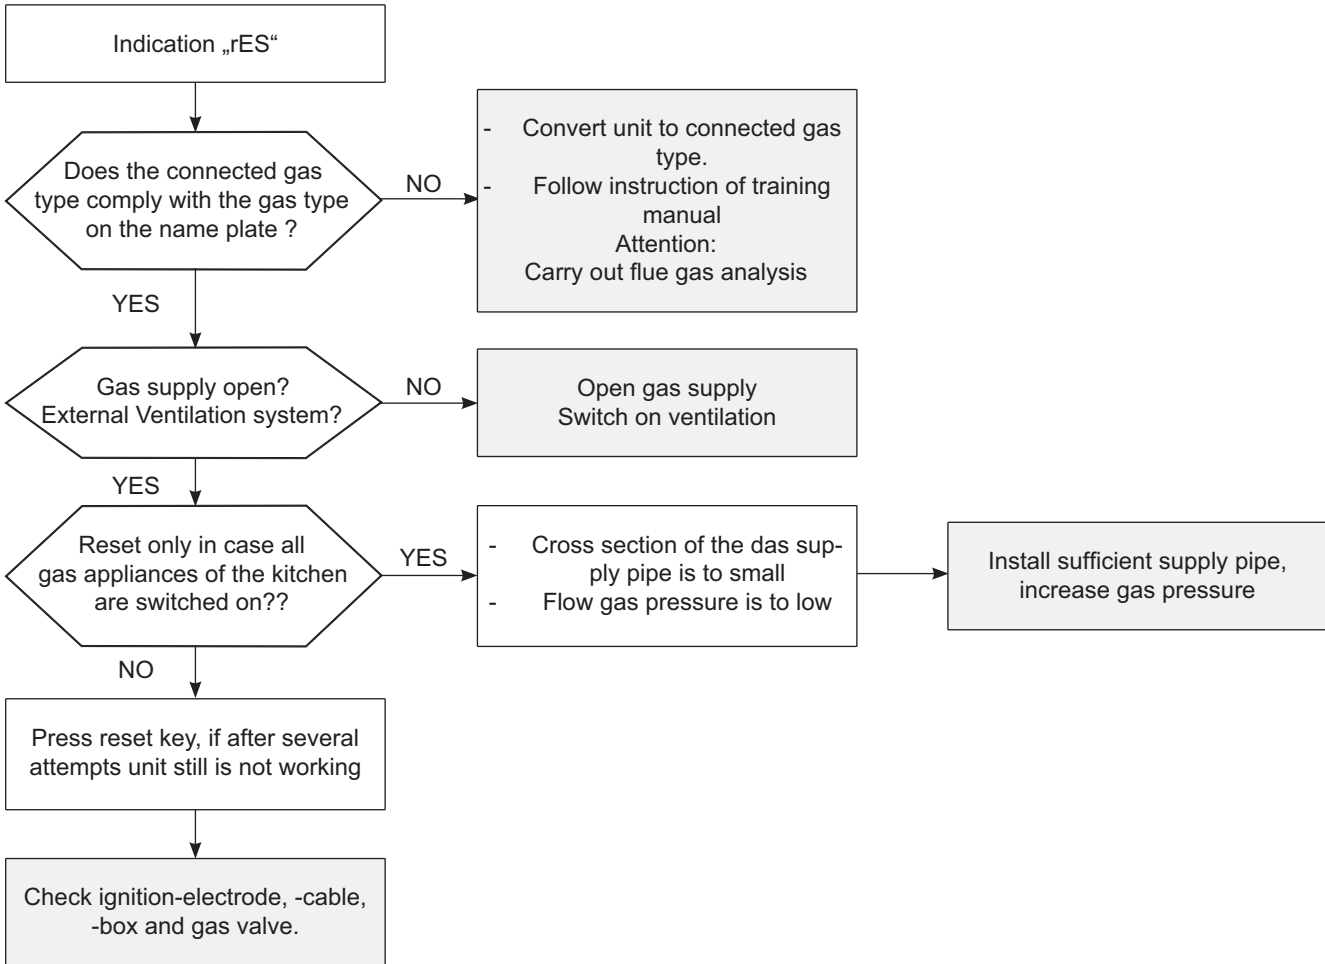 Indication „rES“
Does the connected gas
type comply with the gas type
on the name plate ?
NO
- Convert unit to connected gas
type.
- Follow instruction of training
manual
Attention:
Carry out flue gas analysis
YES
Gas supply open?
External Ventilation system?
NO
Open gas supply
Switch on ventilation
YES
Reset only in case all
gas appliances of the kitchen
are switched on??
YES
- Cross section of the das sup-
ply pipe is to small
- Flow gas pressure is to low
Install sufficient supply pipe,
increase gas pressure
NO
Press reset key, if after several
attempts unit still is not working
Check ignition-electrode, -cable,
-box and gas valve.